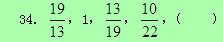 34. 19/13, 1, 13/19, 10/22, ( )